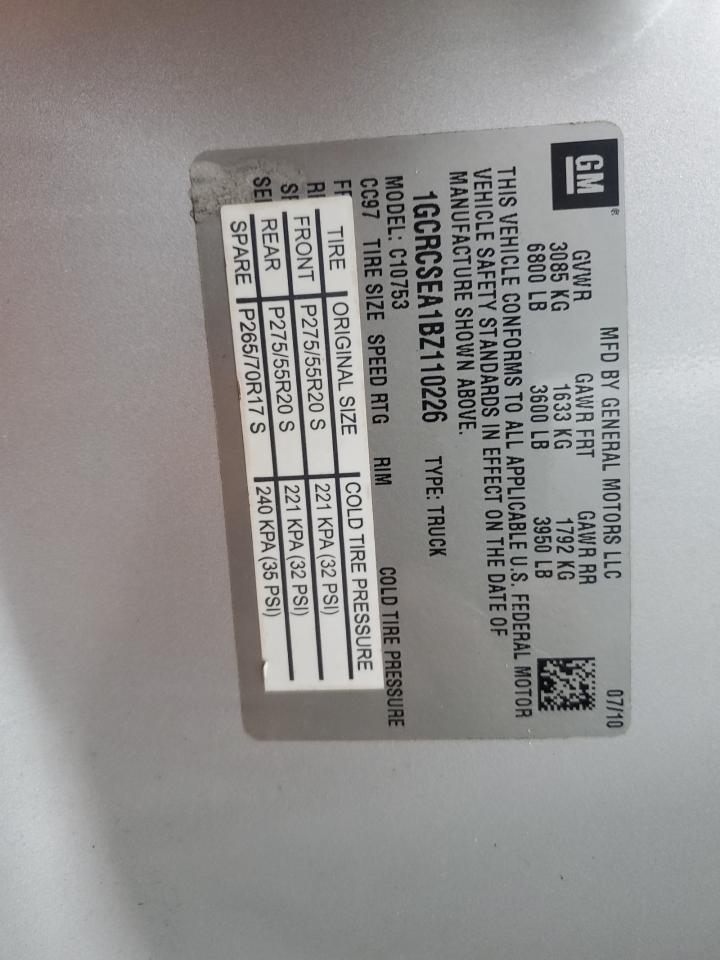 GM®
MFD BY GENERAL MOTORS LLC 07/10
GVWR GAWR FRT GAWR RR
3085 KG 1633 KG 1792 KG
6800 LB 3600 LB 3950 LB
THIS VEHICLE CONFORMS TO ALL APPLICABLE U.S. FEDERAL MOTOR
VEHICLE SAFETY STANDARDS IN EFFECT ON THE DATE OF
MANUFACTURE SHOWN ABOVE.
1GCRCSEA1BZ110226 TYPE: TRUCK
MODEL: C10753
CC97 TIRE SIZE SPEED RTG RIM COLD TIRE PRESSURE
TIRE ORIGINAL SIZE COLD TIRE PRESSURE
FRONT P275/55R20 S 221 KPA (32 PSI)
REAR P275/55R20 S 221 KPA (32 PSI)
SPARE P265/70R17 S 240 KPA (35 PSI)